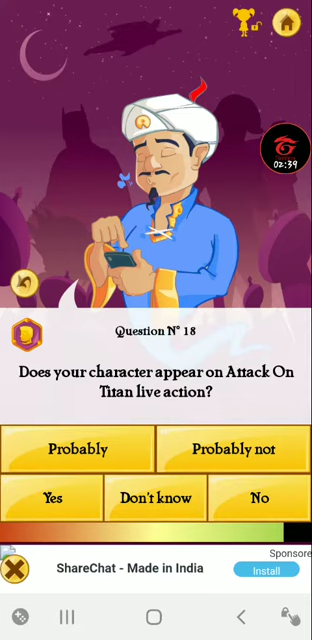 02:39
Question N° 18
Does your character appear on Attack On
Titan live action?
Probably
Probably not
Yes
Don't know
No
Sponsore
ShareChat - Made in India
Install